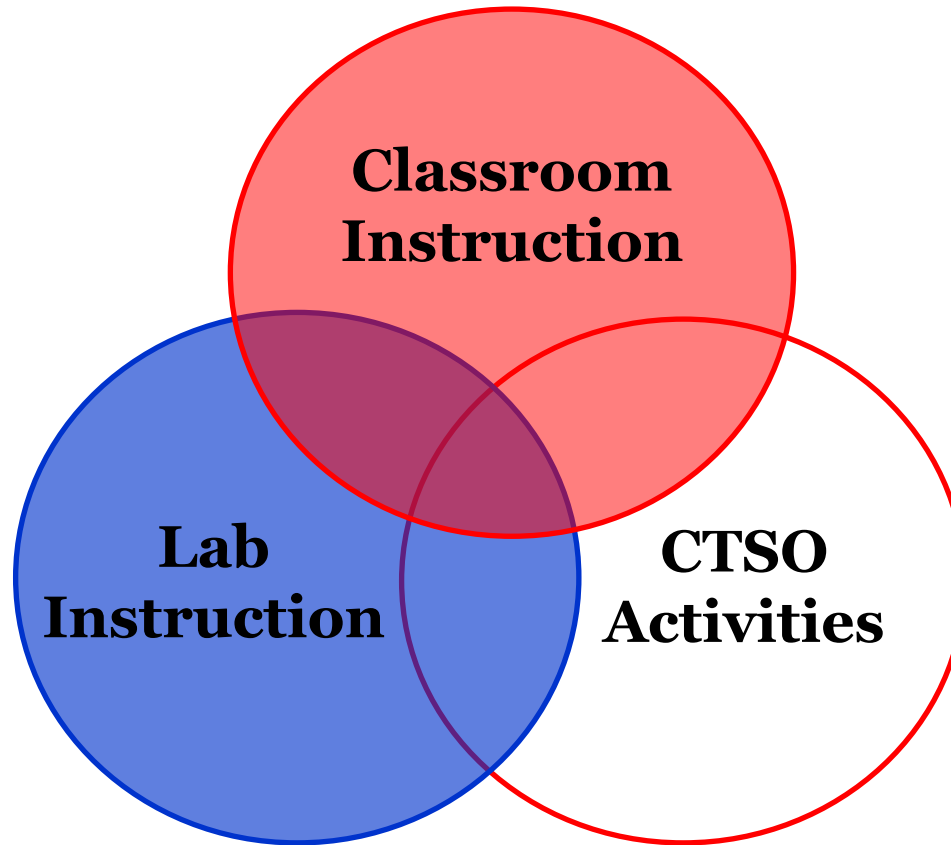 Classroom
Instruction
Lab
Instruction
CTSO
Activities